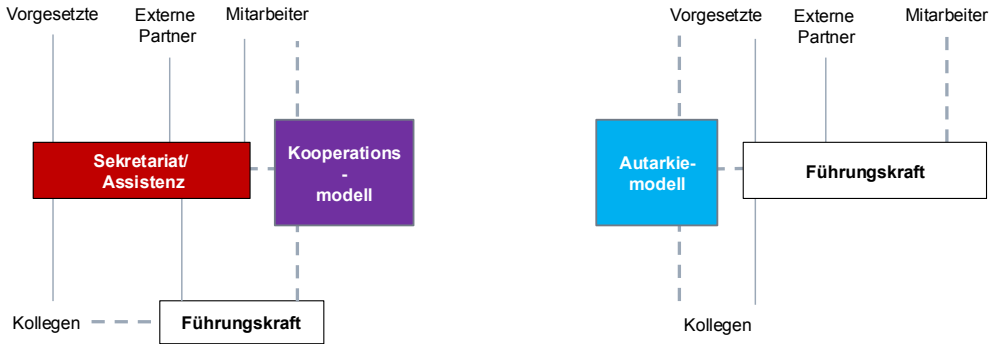 Vorgesetzte
Externe
Partner
Mitarbeiter
Sekretariat/
Assistenz
Kooperations
-
modell
Kollegen
Führungskraft
Vorgesetzte
Externe
Partner
Mitarbeiter
Autarkie-
modell
Führungskraft
Kollegen